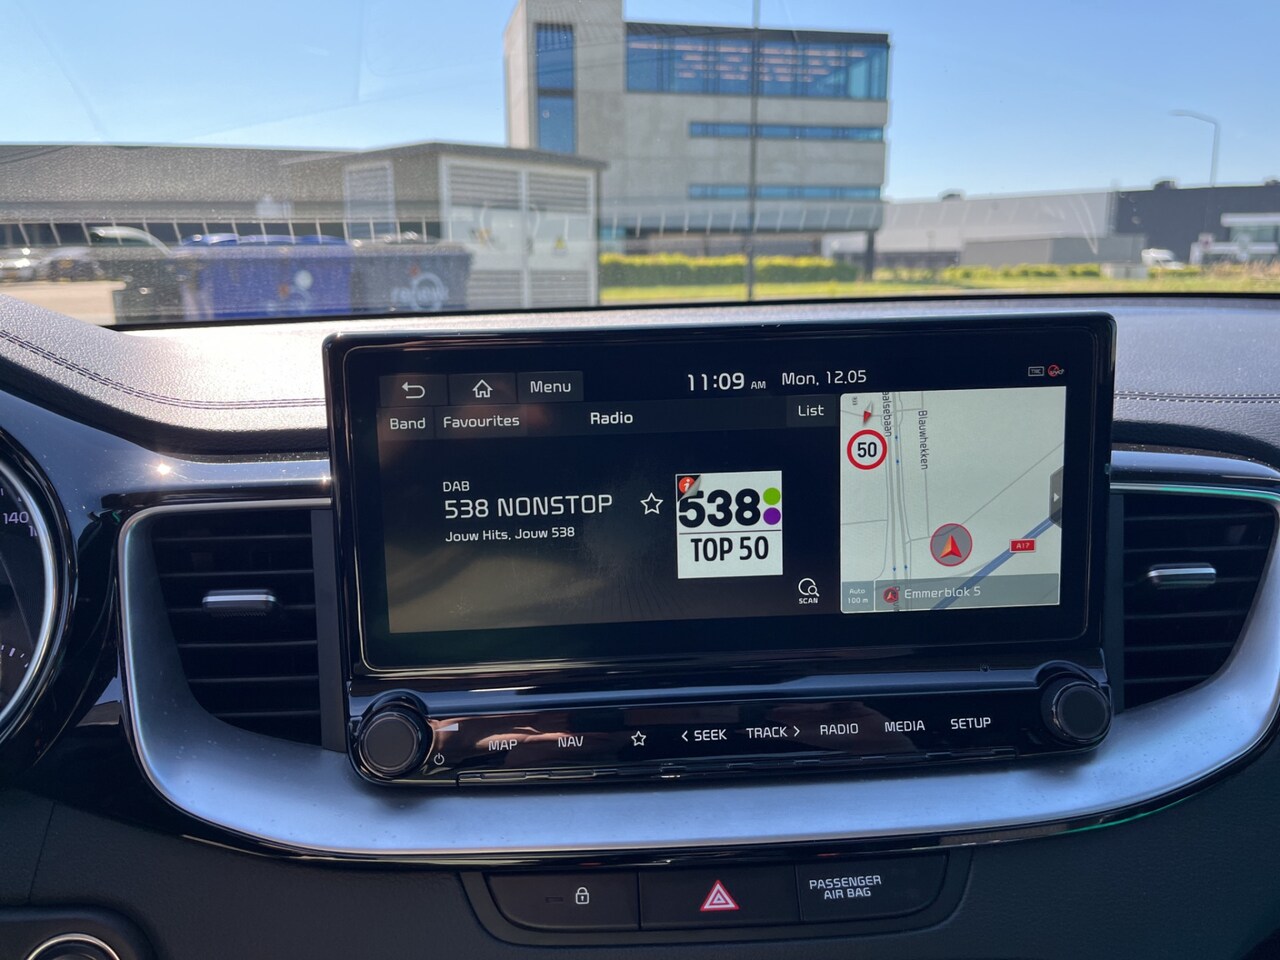 Menu
11:09 AM
Mon, 12.05
Band
Favourites
Radio
List
DAB
538 NONSTOP
Jouw Hits, Jouw 538
538
TOP 50
SCAN
50
Blauwhekken
A17
Auto
100 m
Emmerblok 5
140
MAP
NAV
< SEEK
TRACK >
RADIO
MEDIA
SETUP
PASSENGER
AIR BAG